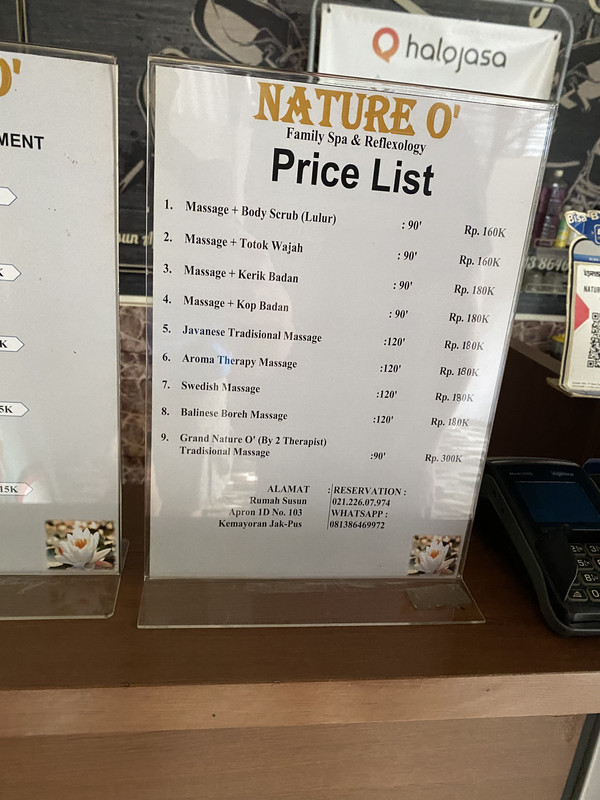 O'
MENT
K
K
5K
15K
halojasa
NATURE O'
Family Spa & Reflexology
Price List
1. Massage + Body Scrub (Lulur) : 90' Rp. 160K
2. Massage + Totok Wajah : 90' Rp. 160K
3. Massage + Kerik Badan : 90' Rp. 180K
4. Massage + Kop Badan : 90' Rp. 180K
5. Javanese Tradisional Massage :120' Rp. 180K
6. Aroma Therapy Massage :120' Rp. 180K
7. Swedish Massage :120' Rp. 180K
8. Balinese Boreh Massage :120' Rp. 180K
9. Grand Nature O' (By 2 Therapist)
Tradisional Massage :90' Rp. 300K
ALAMAT :
Rumah Susun
Apron 1D No. 103
Kemayoran Jak-Pus
RESERVATION :
021.226.07.974
WHATSAPP :
081386469972
Bisa
NATUR